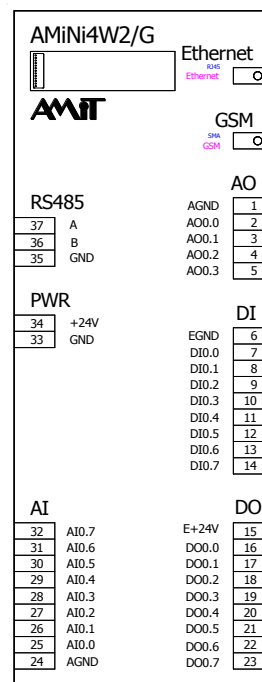 AMiNi4W2/G
Ethernet
RJ45
Ethernet
AMiT
GSM
SMA
GSM
RS485
37 A
36 B
35 GND
PWR
34 +24V
33 GND
AI
32 AI0.7
31 AI0.6
30 AI0.5
29 AI0.4
28 AI0.3
27 AI0.2
26 AI0.1
25 AI0.0
24 AGND
AO
AGND 1
AO0.0 2
AO0.1 3
AO0.2 4
AO0.3 5
DI
EGND 6
DI0.0 7
DI0.1 8
DI0.2 9
DI0.3 10
DI0.4 11
DI0.5 12
DI0.6 13
DI0.7 14
DO
E+24V 15
DO0.0 16
DO0.1 17
DO0.2 18
DO0.3 19
DO0.4 20
DO0.5 21
DO0.6 22
DO0.7 23